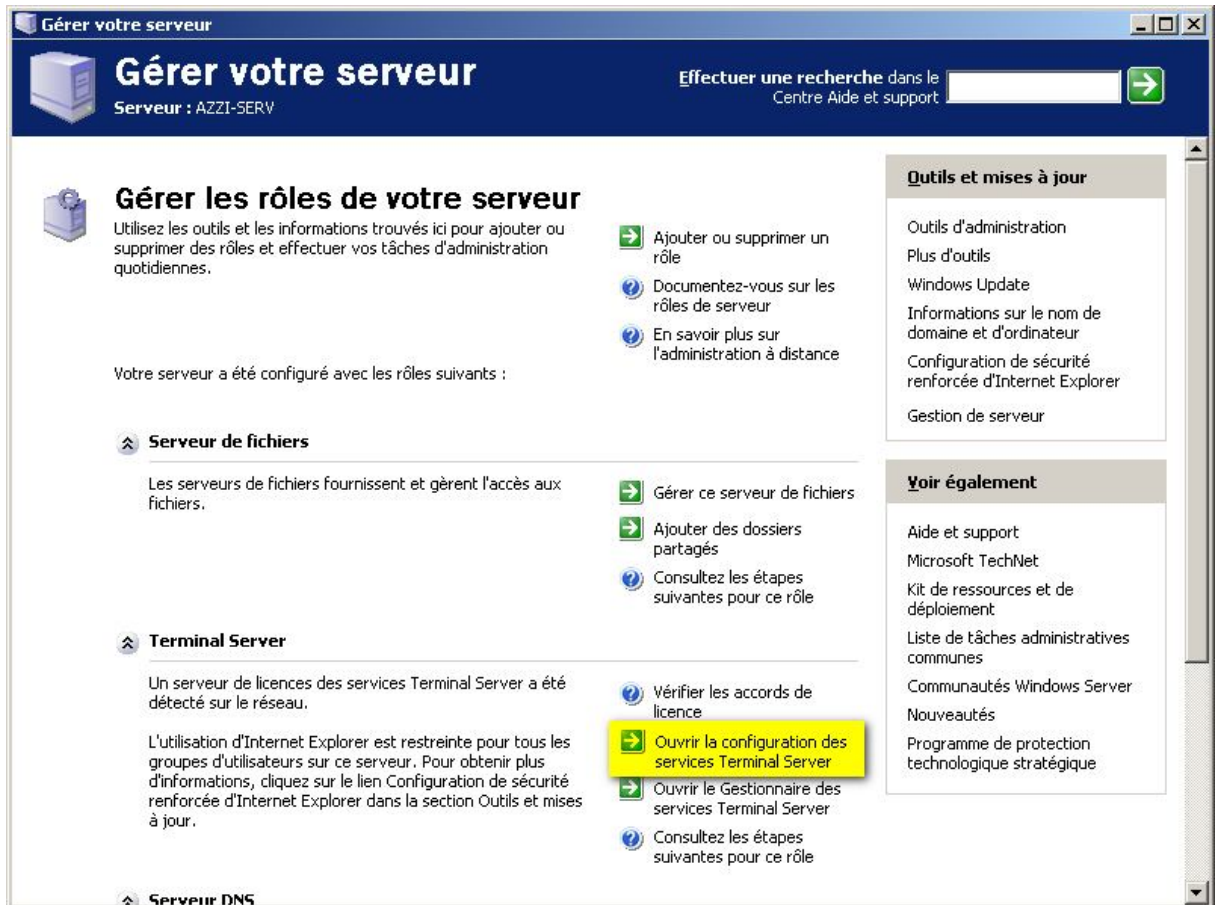 Gérer votre serveur
Gérer votre serveur
Serveur : AZZI-SERV
Effectuer une recherche dans le
Centre Aide et support
Gérer les rôles de votre serveur
Utilisez les outils et les informations trouvés ici pour ajouter ou
supprimer des rôles et effectuer vos tâches d'administration
quotidiennes.
Ajouter ou supprimer un
rôle
Documentez-vous sur les
rôles de serveur
En savoir plus sur
l'administration à distance
Votre serveur a été configuré avec les rôles suivants :
Serveur de fichiers
Les serveurs de fichiers fournissent et gèrent l'accès aux
fichiers.
Gérer ce serveur de fichiers
Ajouter des dossiers
partagés
Consultez les étapes
suivantes pour ce rôle
Terminal Server
Un serveur de licences des services Terminal Server a été
détecté sur le réseau.
L'utilisation d'Internet Explorer est restreinte pour tous les
groupes d'utilisateurs sur ce serveur. Pour obtenir plus
d'informations, cliquez sur le lien Configuration de sécurité
renforcée d'Internet Explorer dans la section Outils et mises
à jour.
Vérifier les accords de
licence
Ouvrir la configuration des
services Terminal Server
Ouvrir le Gestionnaire des
services Terminal Server
Consultez les étapes
suivantes pour ce rôle
Serveur DNS
Outils et mises à jour
Outils d'administration
Plus d'outils
Windows Update
Informations sur le nom de
domaine et d'ordinateur
Configuration de sécurité
renforcée d'Internet Explorer
Gestion de serveur
Voir également
Aide et support
Microsoft TechNet
Kit de ressources et de
déploiement
Liste de tâches administratives
communes
Communautés Windows Server
Nouveautés
Programme de protection
technologique stratégique